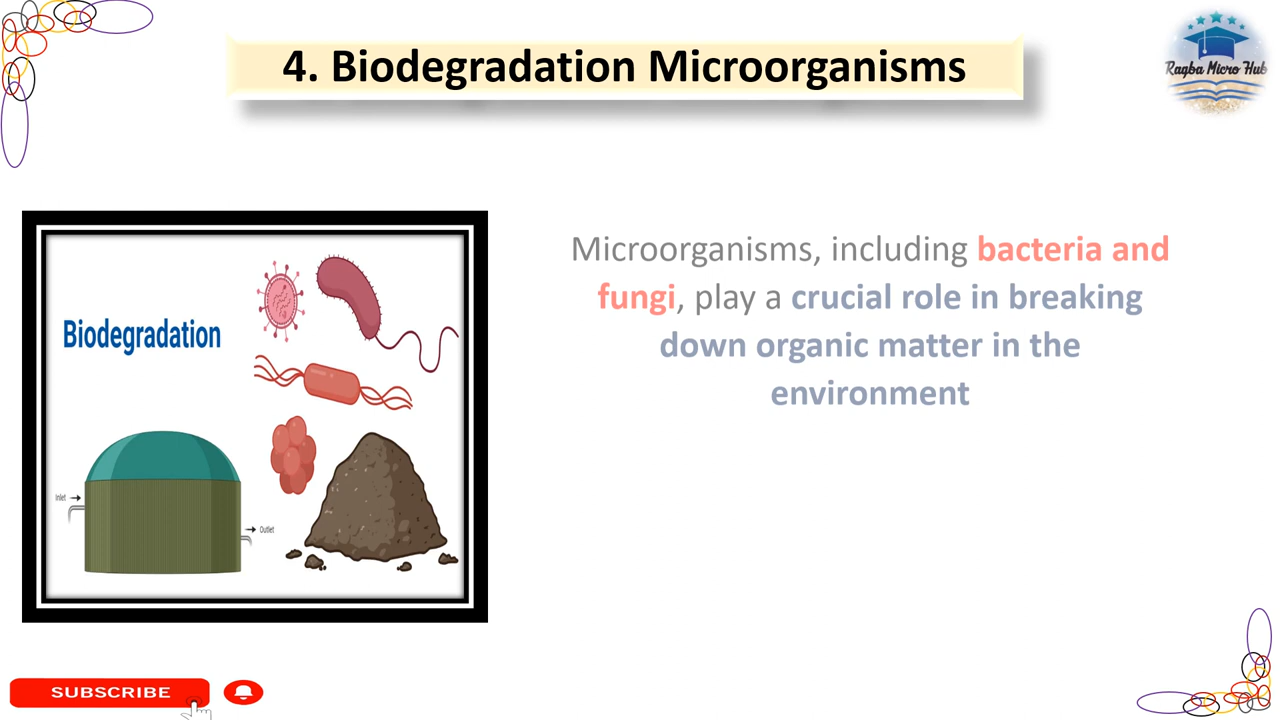 4. Biodegradation Microorganisms
Ragba Micro Hub
Biodegradation
Inlet
Outlet
Microorganisms, including bacteria and
fungi, play a crucial role in breaking
down organic matter in the
environment
SUBSCRIBE